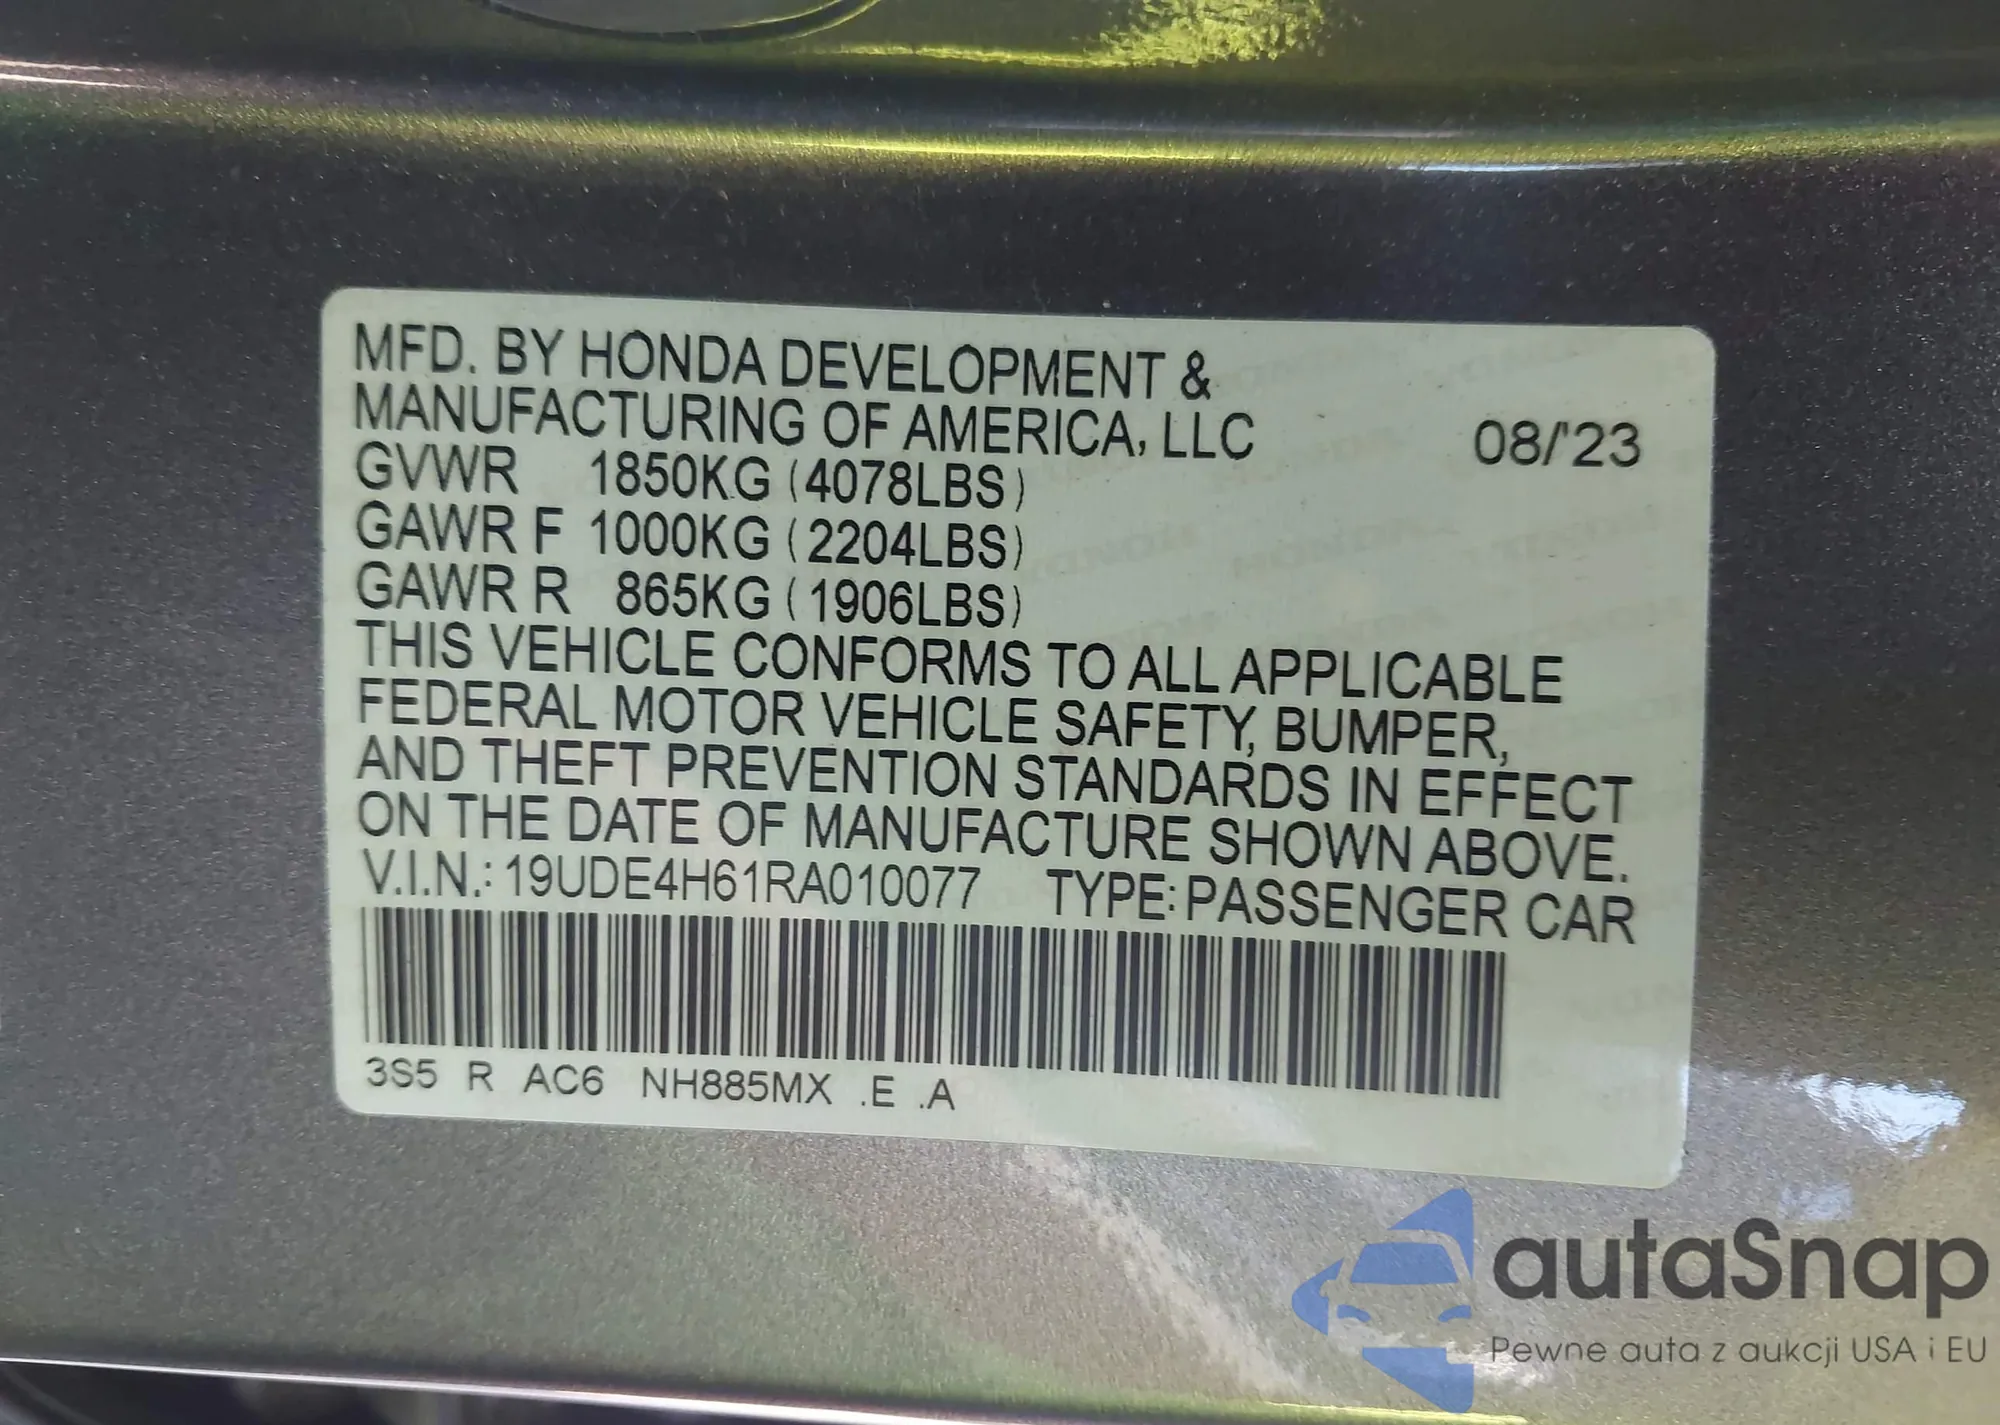 MFD. BY HONDA DEVELOPMENT &
MANUFACTURING OF AMERICA, LLC 08/'23
GVWR 1850KG (4078LBS)
GAWR F 1000KG (2204LBS)
GAWR R 865KG (1906LBS)
THIS VEHICLE CONFORMS TO ALL APPLICABLE
FEDERAL MOTOR VEHICLE SAFETY, BUMPER,
AND THEFT PREVENTION STANDARDS IN EFFECT
ON THE DATE OF MANUFACTURE SHOWN ABOVE.
V.I.N.: 19UDE4H61RA010077 TYPE: PASSENGER CAR
3S5 R AC6 NH885MX .E .A
autaSnap
Pewne auta z aukcji USA i EU